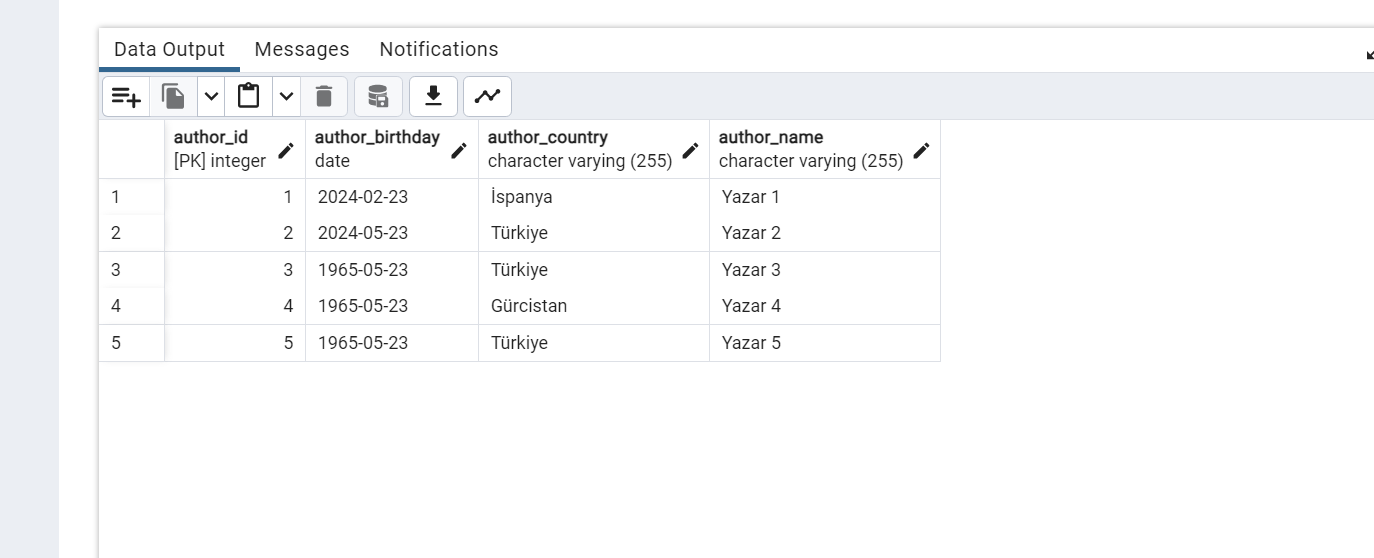 Data Output Messages Notifications
author_id author_birthday author_country author_name
[PK] integer date character varying (255) character varying (255)
1 1 2024-02-23 İspanya Yazar 1
2 2 2024-05-23 Türkiye Yazar 2
3 3 1965-05-23 Türkiye Yazar 3
4 4 1965-05-23 Gürcistan Yazar 4
5 5 1965-05-23 Türkiye Yazar 5